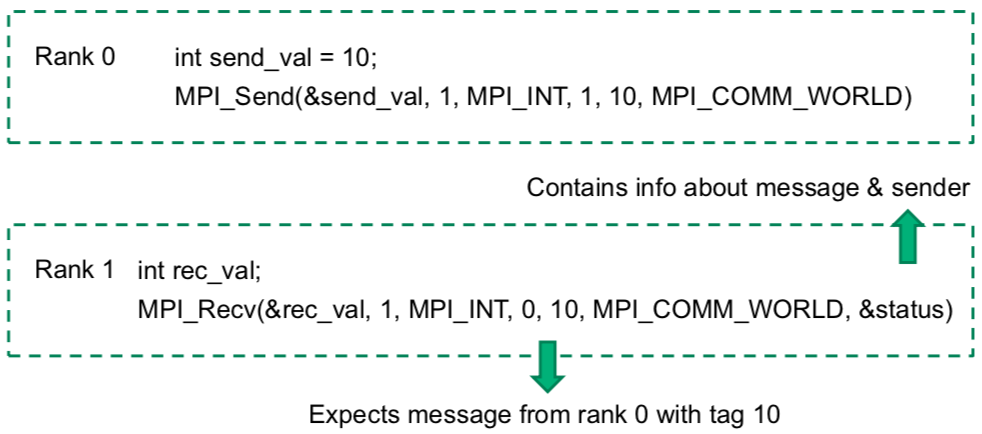 Rank 0 int send_val = 10;
MPI_Send(&send_val, 1, MPI_INT, 1, 10, MPI_COMM_WORLD)
Contains info about message & sender
Rank 1 int rec_val;
MPI_Recv(&rec_val, 1, MPI_INT, 0, 10, MPI_COMM_WORLD, &status)
Expects message from rank 0 with tag 10